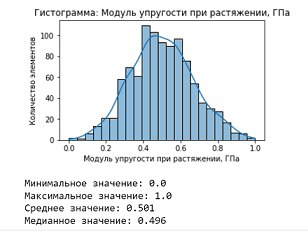 Гистограмма: Модуль упругости при растяжении, ГПа
Количество элементов
100
80
60
40
20
0
0.0 0.2 0.4 0.6 0.8 1.0
Модуль упругости при растяжении, ГПа
Минимальное значение: 0.0
Максимальное значение: 1.0
Среднее значение: 0.501
Медианное значение: 0.496